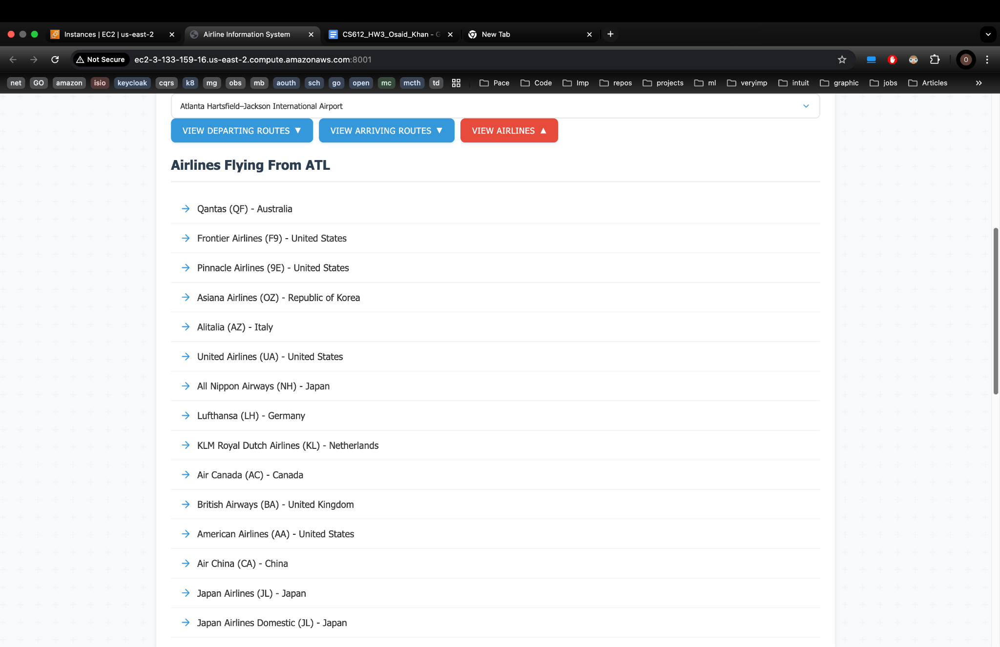 Instances | EC2 | us-east-2
Airline Information System
CS612_HW3_Osaid_Khan - G
New Tab
Not Secure
ec2-3-133-159-16.us-east-2.compute.amazonaws.com:8001
O
net GO amazon isio keycloak cqrs k8 mg obs mb aouth sch go open mc mcth td Pace Code Imp repos projects ml veryimp intuit graphic jobs Articles
Atlanta Hartsfield–Jackson International Airport
VIEW DEPARTING ROUTES ▼ VIEW ARRIVING ROUTES ▼ VIEW AIRLINES ▲
Airlines Flying From ATL
→ Qantas (QF) - Australia
→ Frontier Airlines (F9) - United States
→ Pinnacle Airlines (9E) - United States
→ Asiana Airlines (OZ) - Republic of Korea
→ Alitalia (AZ) - Italy
→ United Airlines (UA) - United States
→ All Nippon Airways (NH) - Japan
→ Lufthansa (LH) - Germany
→ KLM Royal Dutch Airlines (KL) - Netherlands
→ Air Canada (AC) - Canada
→ British Airways (BA) - United Kingdom
→ American Airlines (AA) - United States
→ Air China (CA) - China
→ Japan Airlines (JL) - Japan
→ Japan Airlines Domestic (JL) - Japan